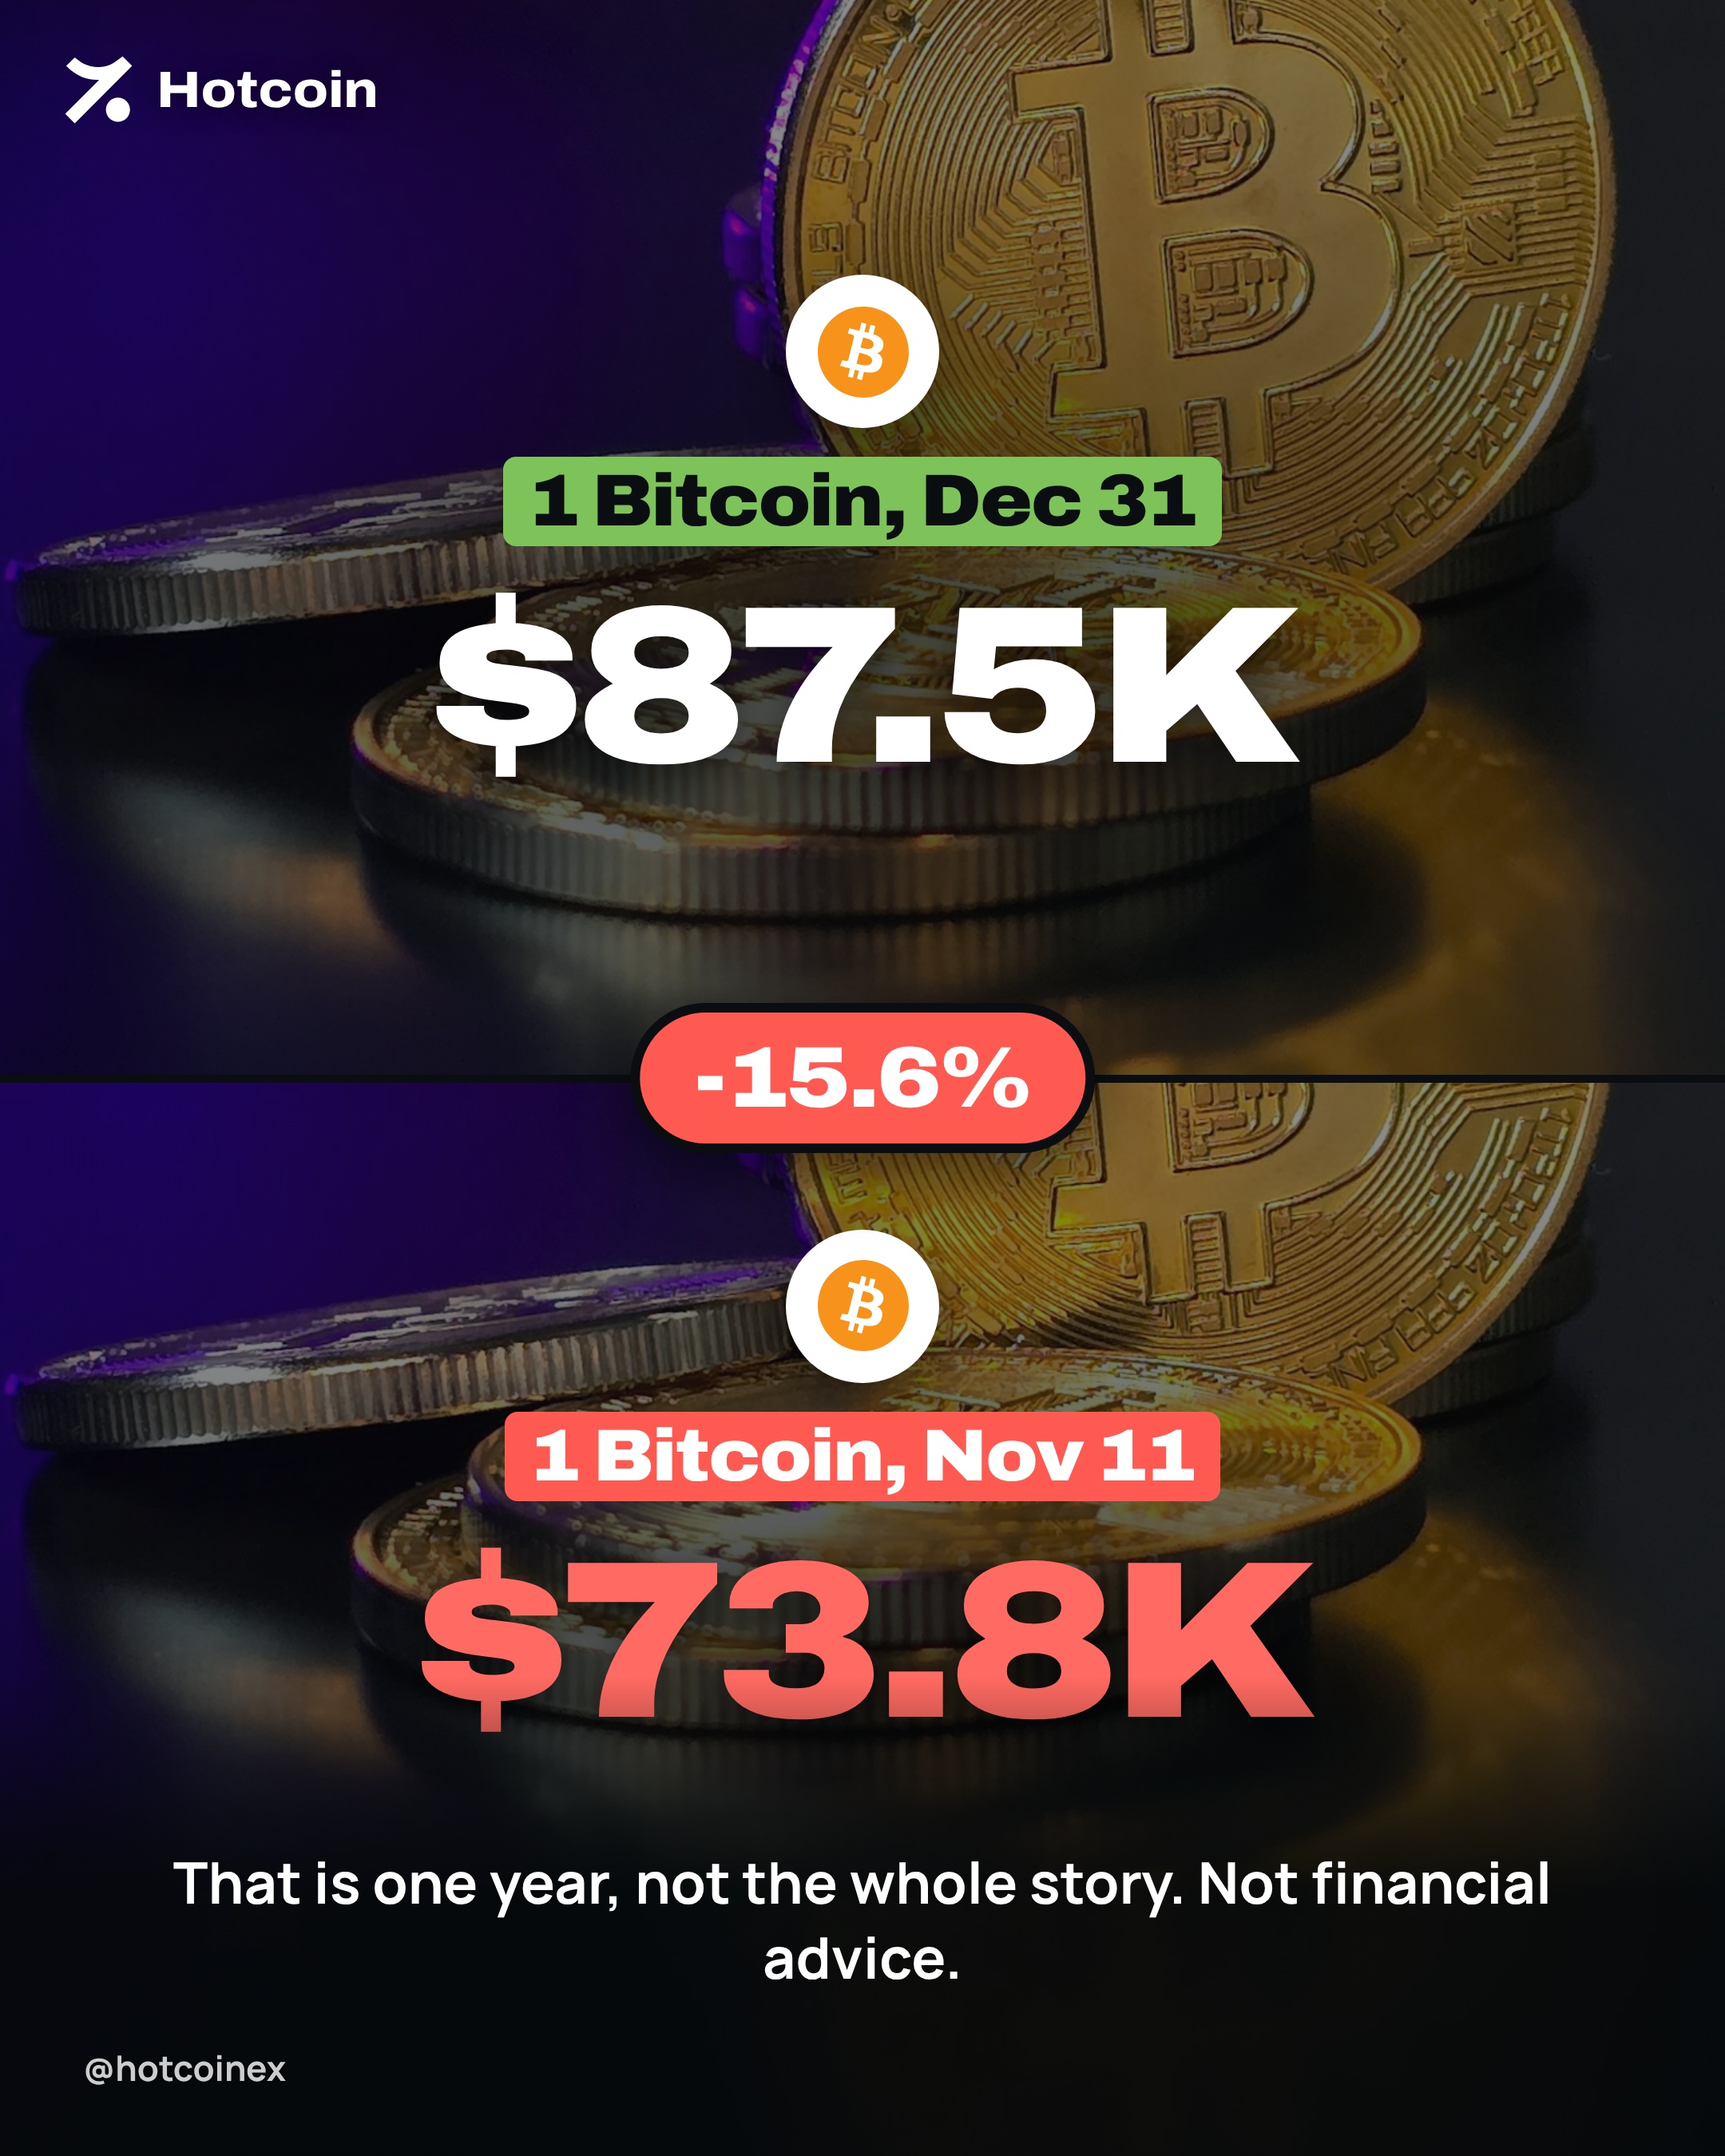 Hotcoin
1 Bitcoin, Dec 31
$87.5K
-15.6%
1 Bitcoin, Nov 11
$73.8K
That is one year, not the whole story. Not financial
advice.
@hotcoinex